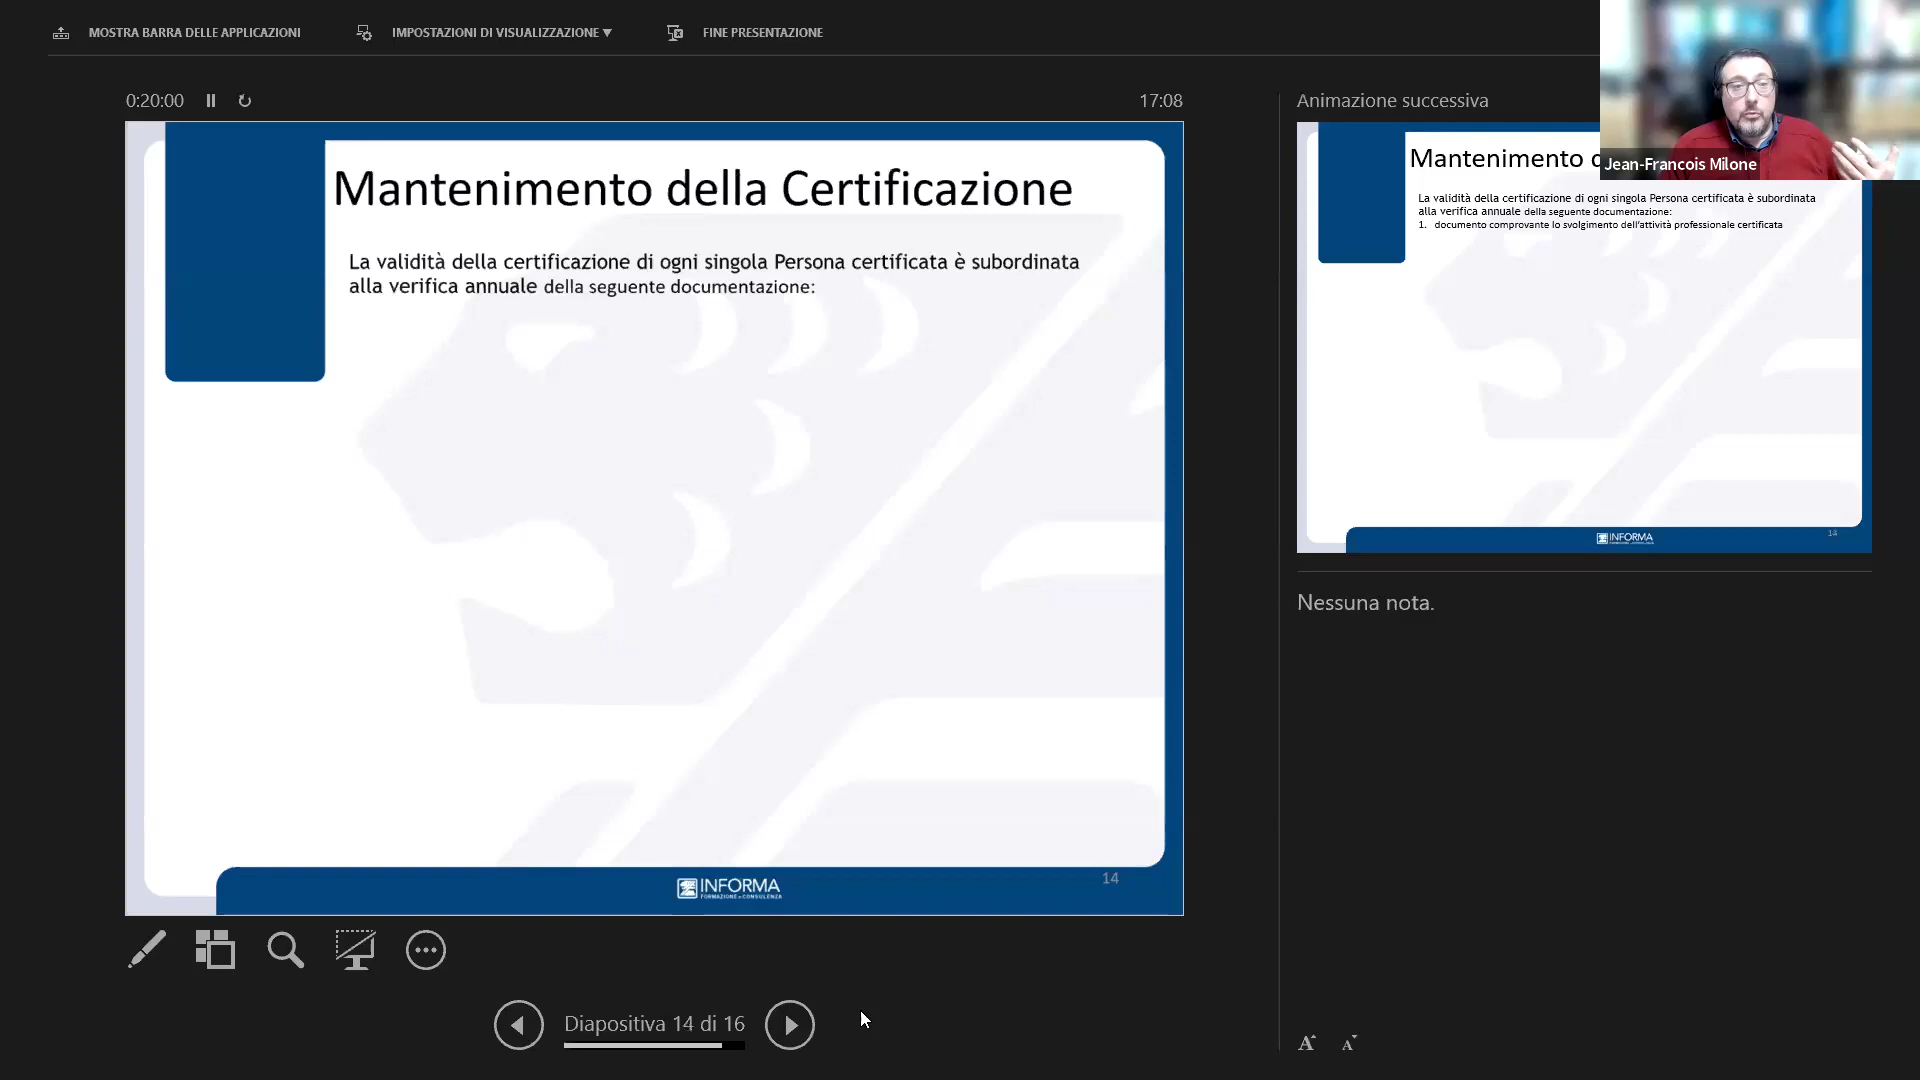 MOSTRA BARRA DELLE APPLICAZIONI
IMPOSTAZIONI DI VISUALIZZAZIONE ▼
FINE PRESENTAZIONE
0:20:00
17:08
Mantenimento della Certificazione
La validità della certificazione di ogni singola Persona certificata è subordinata
alla verifica annuale della seguente documentazione:
INFORMA
FORMAZIONE E CONSULENZA
14
Diapositiva 14 di 16
Animazione successiva
Jean-Francois Milone
Mantenimento d
La validità della certificazione di ogni singola Persona certificata è subordinata
alla verifica annuale della seguente documentazione:
1. documento comprovante lo svolgimento dell'attività professionale certificata
INFORMA
14
Nessuna nota.
A A